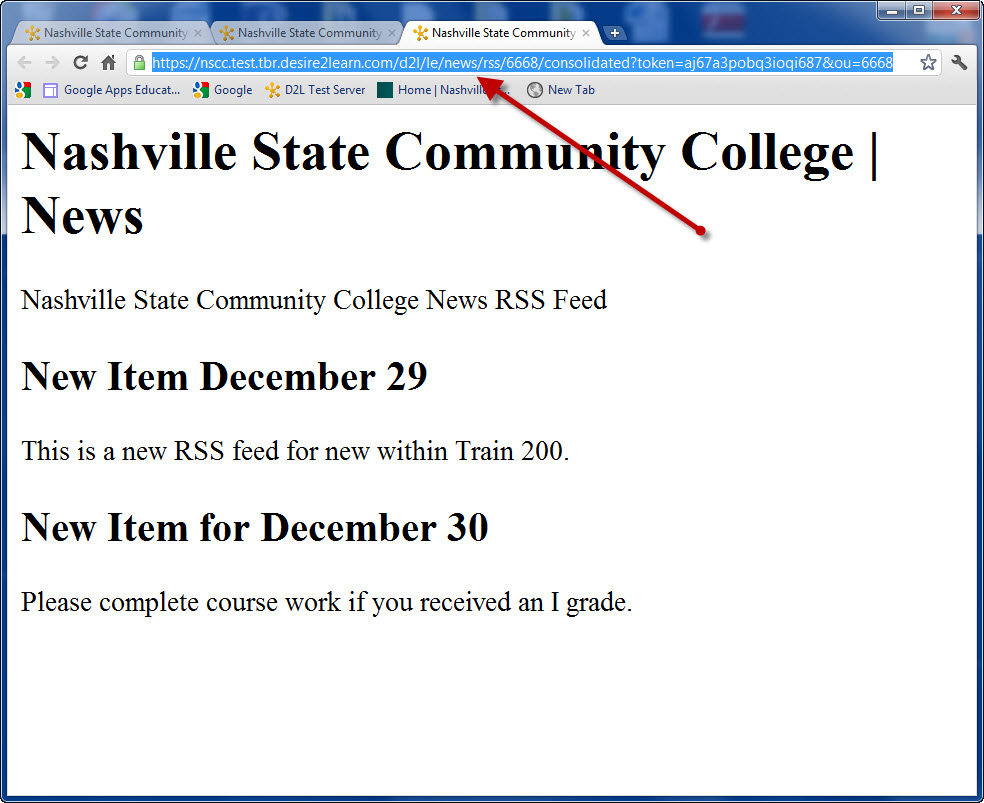 Nashville State Community
Nashville State Community
Nashville State Community
https://nscc.test.tbr.desire2learn.com/d2l/le/news/rss/6668/consolidated?token=aj67a3pobq3ioqi687&ou=6668
Google Apps Educat... Google D2L Test Server Home | Nashville... New Tab
Nashville State Community College |
News
Nashville State Community College News RSS Feed
New Item December 29
This is a new RSS feed for new within Train 200.
New Item for December 30
Please complete course work if you received an I grade.